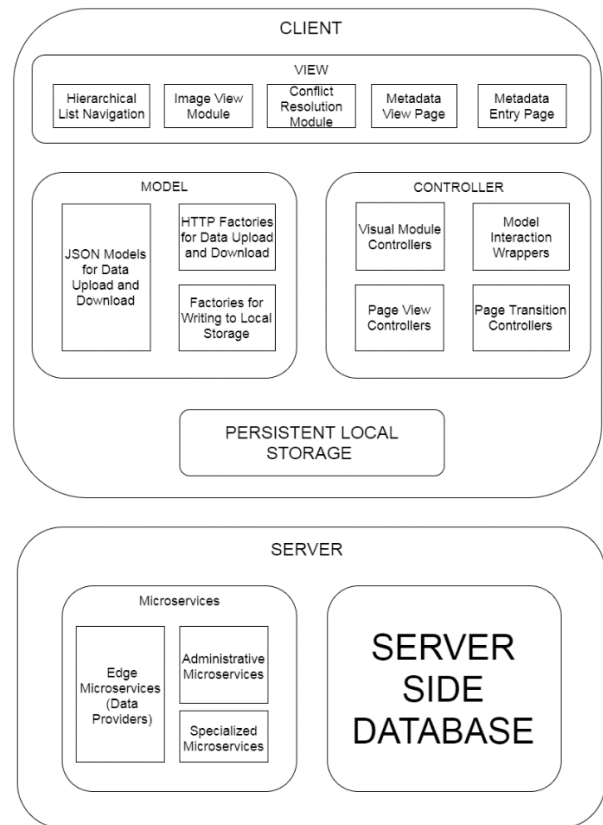 CLIENT
VIEW
Hierarchical
List Navigation
Image View
Module
Conflict
Resolution
Module
Metadata
View Page
Metadata
Entry Page
MODEL
JSON Models
for Data
Upload and
Download
HTTP Factories
for Data Upload
and Download
Factories for
Writing to Local
Storage
CONTROLLER
Visual Module
Controllers
Model
Interaction
Wrappers
Page View
Controllers
Page Transition
Controllers
PERSISTENT LOCAL
STORAGE
SERVER
Microservices
Edge
Microservices
(Data
Providers)
Administrative
Microservices
Specialized
Microservices
SERVER
SIDE
DATABASE